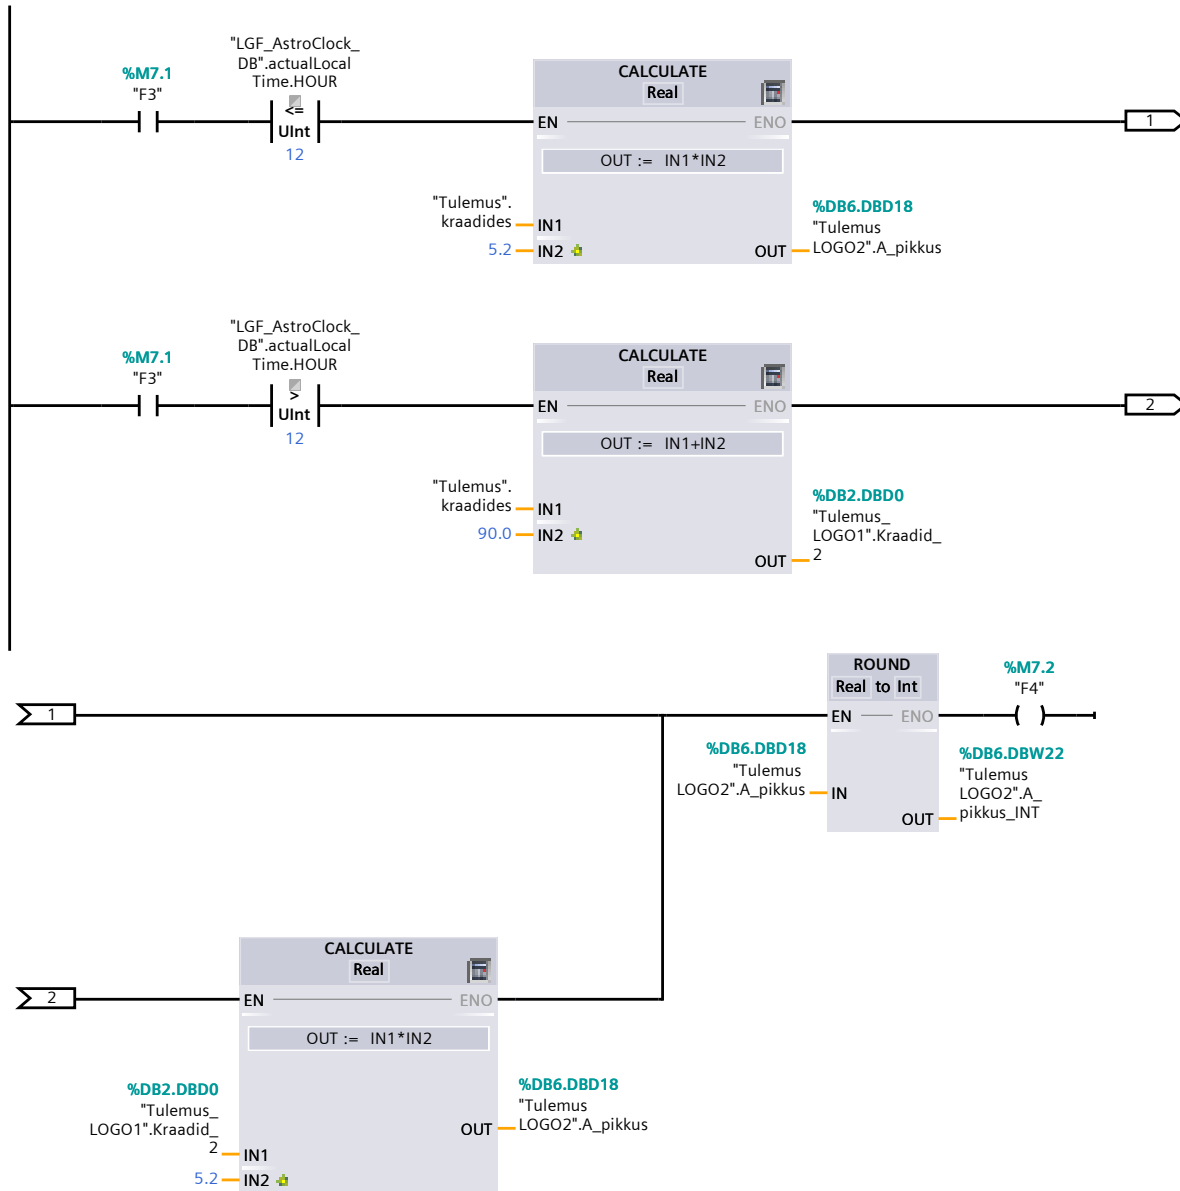 "LGF_AstroClock_
DB".actualLocal
Time.HOUR
%M7.1
"F3"
<=
UInt
12
CALCULATE
Real
EN
ENO
OUT := IN1*IN2
"Tulemus".
kraadides
IN1
5.2
IN2
OUT
%DB6.DBD18
"Tulemus
LOGO2".A_pikkus
1
"LGF_AstroClock_
DB".actualLocal
Time.HOUR
%M7.1
"F3"
>
UInt
12
CALCULATE
Real
EN
ENO
OUT := IN1+IN2
"Tulemus".
kraadides
IN1
90.0
IN2
OUT
%DB2.DBD0
"Tulemus_
LOGO1".Kraadid_
2
2
1
ROUND
Real to Int
EN
ENO
%DB6.DBD18
"Tulemus
LOGO2".A_pikkus
IN
OUT
%M7.2
"F4"
%DB6.DBW22
"Tulemus
LOGO2".A_
pikkus_INT
2
CALCULATE
Real
EN
ENO
OUT := IN1*IN2
%DB2.DBD0
"Tulemus_
LOGO1".Kraadid_
2
IN1
5.2
IN2
OUT
%DB6.DBD18
"Tulemus
LOGO2".A_pikkus